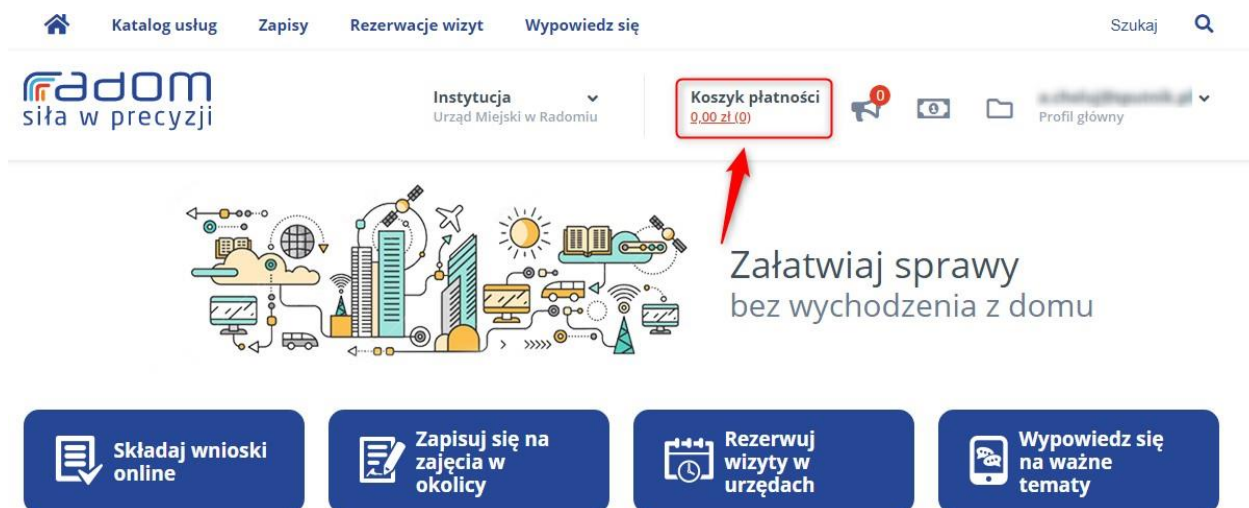 Katalog usług Zapisy Rezerwacje wizyt Wypowiedz się Szukaj
radom
siła w precyzji
Instytucja
Urząd Miejski w Radomiu
Koszyk płatności
0,00 zł (0)
0
Profil główny
Załatwiaj sprawy
bez wychodzenia z domu
Składaj wnioski
online
Zapisuj się na
zajęcia w
okolicy
Rezerwuj
wizyty w
urzędach
Wypowiedz się
na ważne
tematy